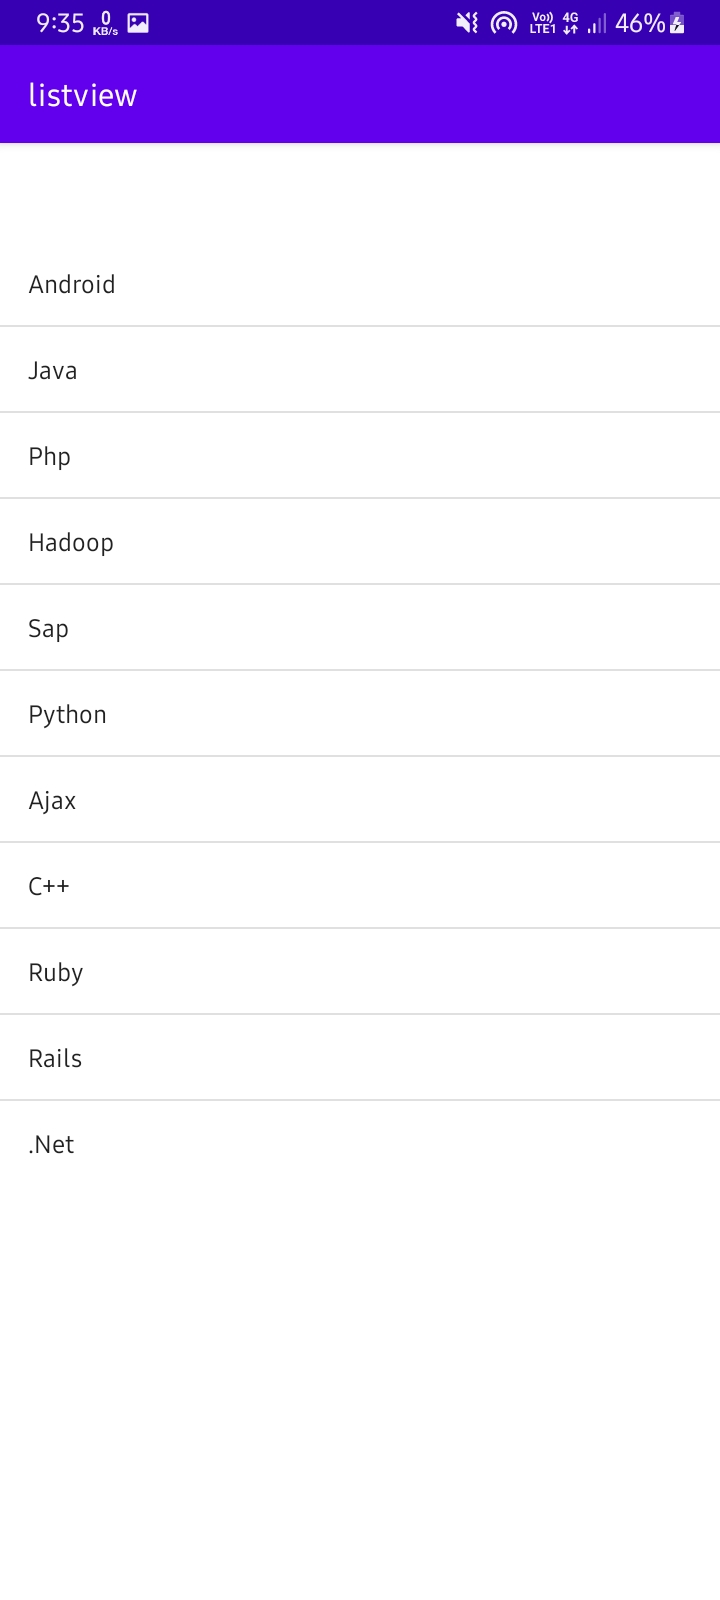 9:35 0 KB/s Vo)) LTE1 4G 46%
listview
Android
Java
Php
Hadoop
Sap
Python
Ajax
C++
Ruby
Rails
.Net